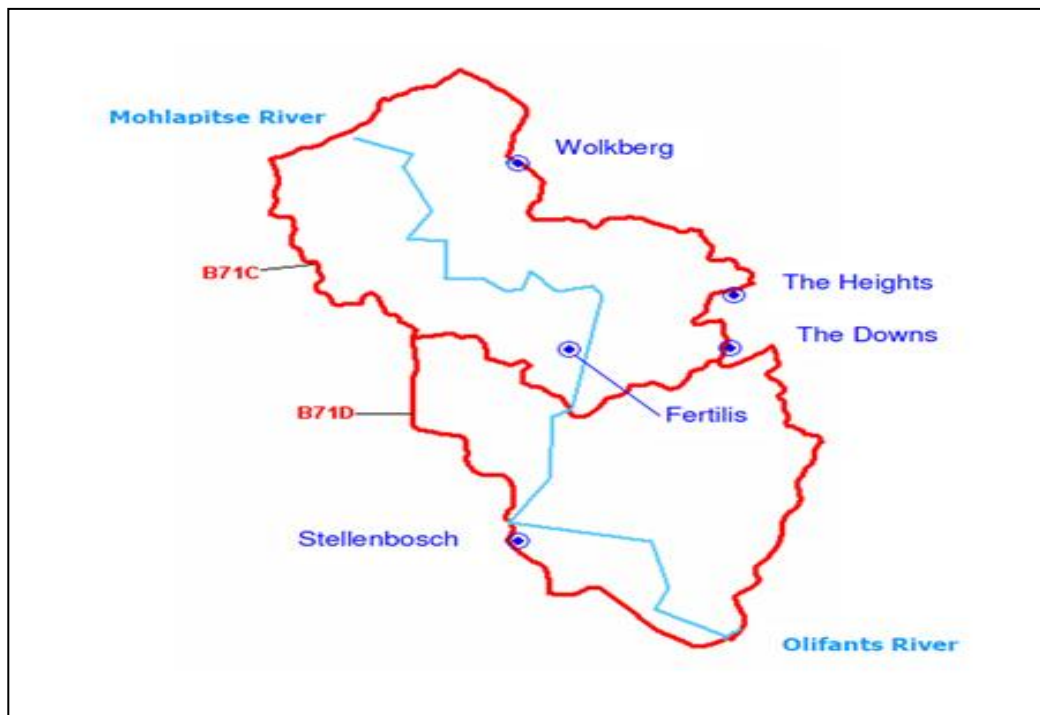 Mohlapitse River
Wolkberg
B71C
The Heights
The Downs
B71D
Fertilis
Stellenbosch
Olifants River